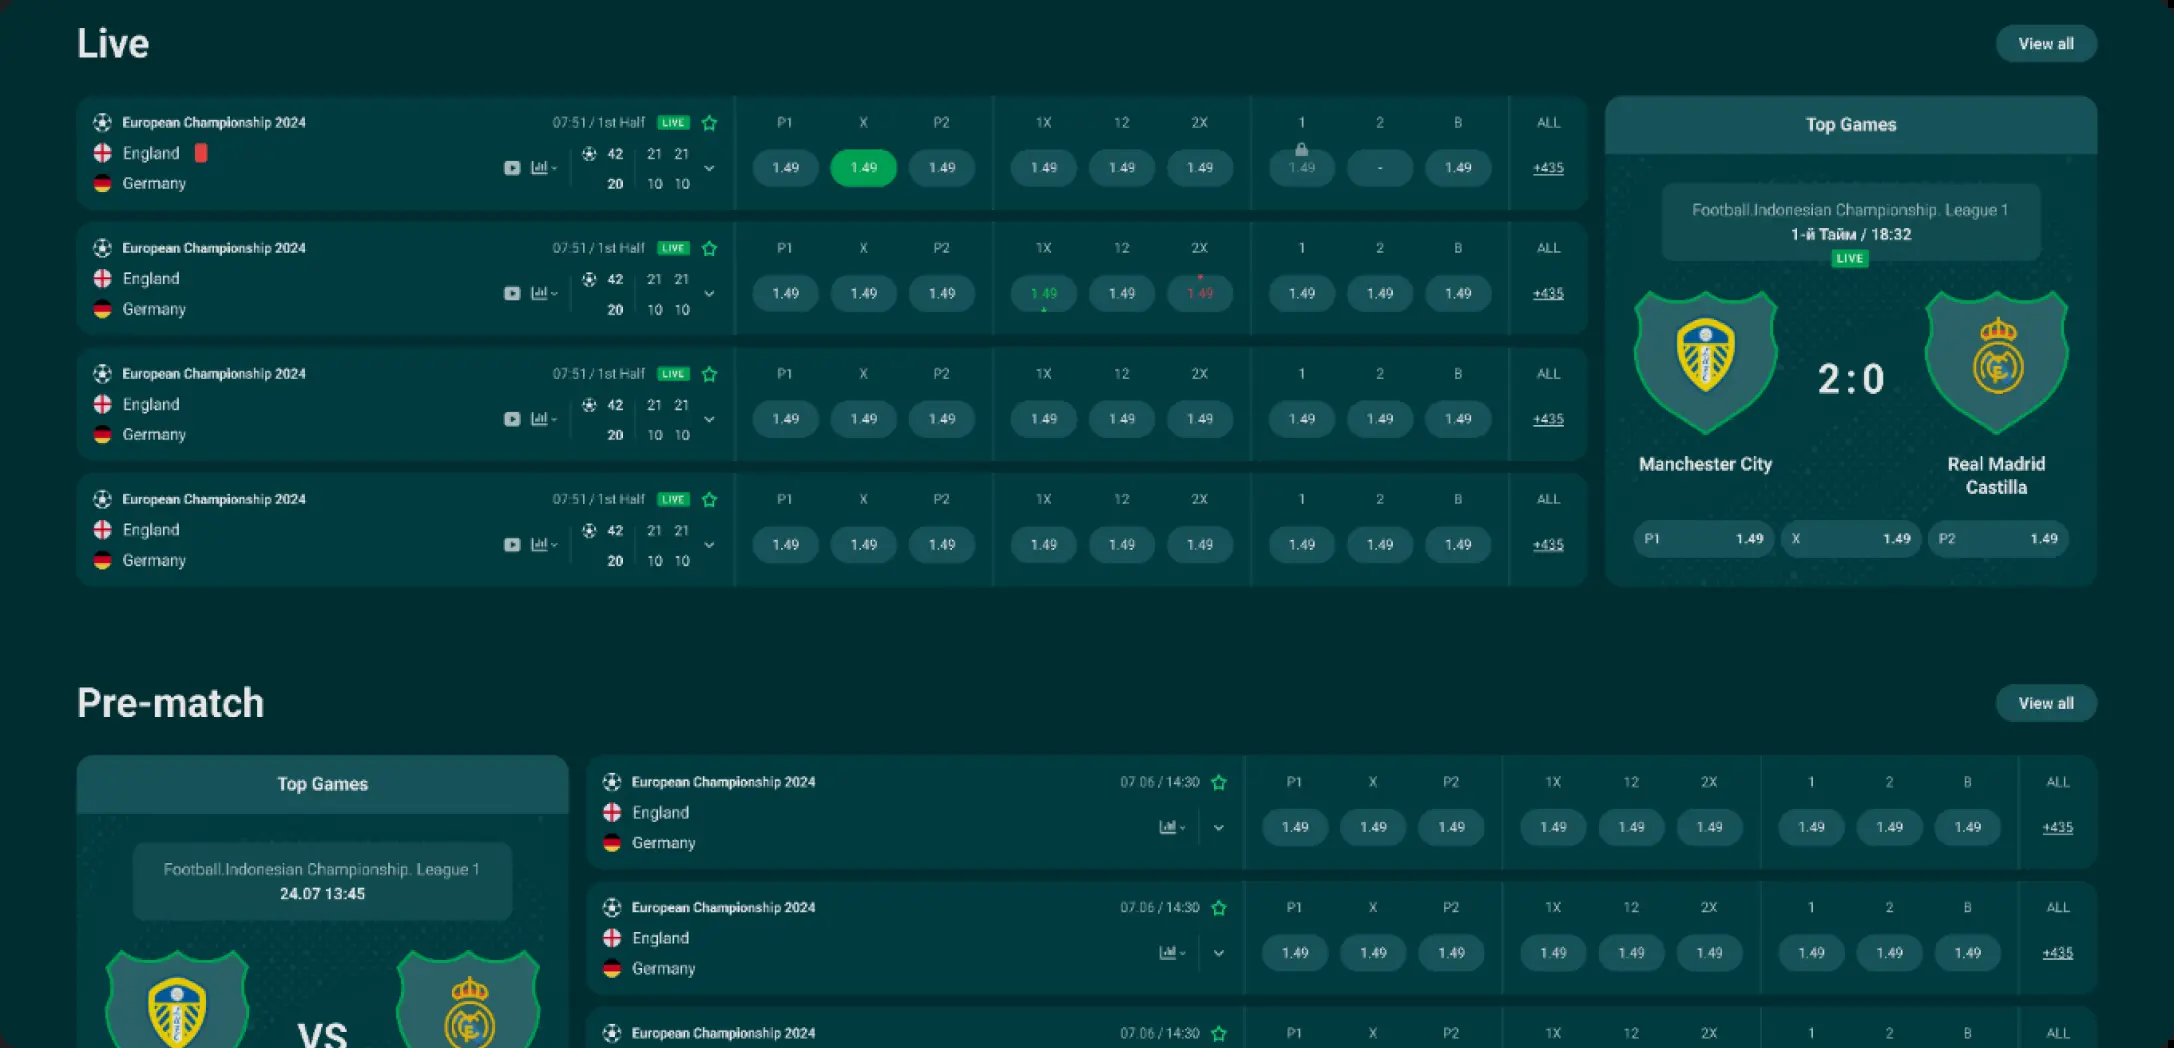 Live
View all
European Championship 2024 07:51 / 1st Half LIVE P1 X P2 1X 12 2X 1 2 B ALL
England 42 21 21
1.49 1.49 1.49 1.49 1.49 1.49 1.49 - 1.49 +435
Germany 20 10 10
European Championship 2024 07:51 / 1st Half LIVE P1 X P2 1X 12 2X 1 2 B ALL
England 42 21 21
1.49 1.49 1.49 1.49 1.49 1.49 1.49 1.49 1.49 +435
Germany 20 10 10
European Championship 2024 07:51 / 1st Half LIVE P1 X P2 1X 12 2X 1 2 B ALL
England 42 21 21
1.49 1.49 1.49 1.49 1.49 1.49 1.49 1.49 1.49 +435
Germany 20 10 10
European Championship 2024 07:51 / 1st Half LIVE P1 X P2 1X 12 2X 1 2 B ALL
England 42 21 21
1.49 1.49 1.49 1.49 1.49 1.49 1.49 1.49 1.49 +435
Germany 20 10 10
Top Games
Football.Indonesian Championship. League 1
1-й Тайм / 18:32
LIVE
2:0
Manchester City
Real Madrid
Castilla
P1 1.49 X 1.49 P2 1.49
Pre-match
View all
Top Games
Football.Indonesian Championship. League 1
24.07 13:45
VS
European Championship 2024 07.06 / 14:30 P1 X P2 1X 12 2X 1 2 B ALL
England
1.49 1.49 1.49 1.49 1.49 1.49 1.49 1.49 1.49 +435
Germany
European Championship 2024 07.06 / 14:30 P1 X P2 1X 12 2X 1 2 B ALL
England
1.49 1.49 1.49 1.49 1.49 1.49 1.49 1.49 1.49 +435
Germany
European Championship 2024 07.06 / 14:30 P1 X P2 1X 12 2X 1 2 B ALL